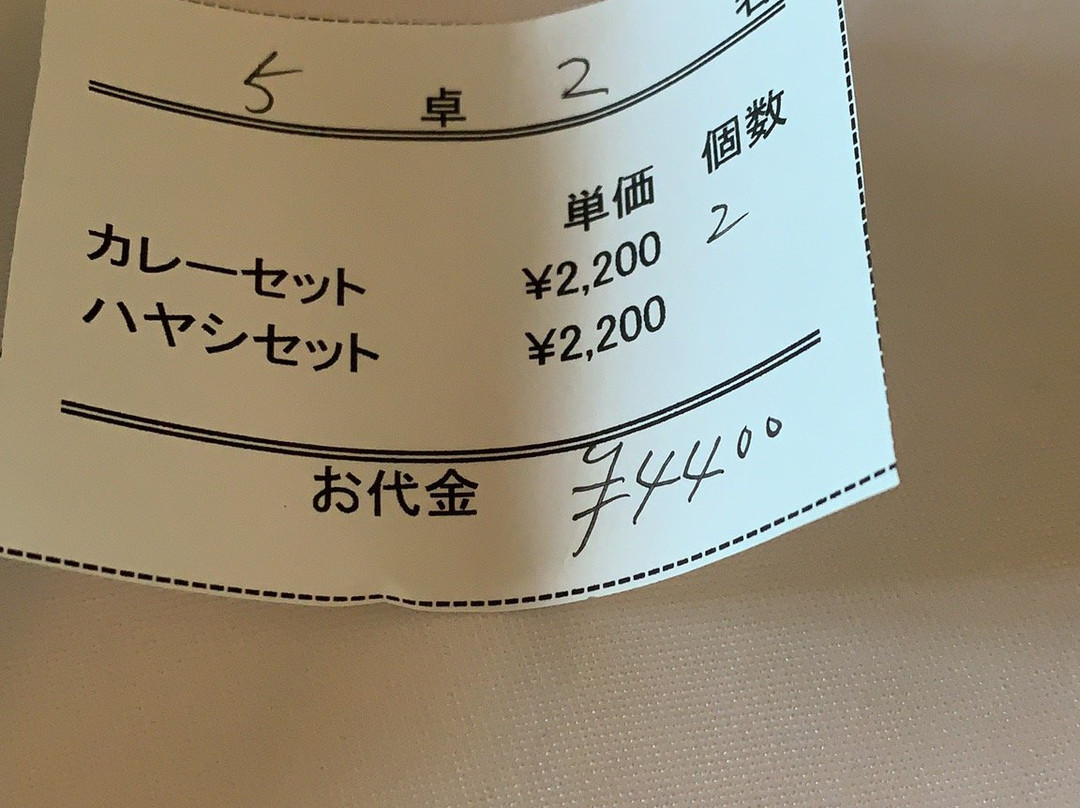 5 卓 2 名
単価 個数
カレーセット ¥2,200 2
ハヤシセット ¥2,200
お代金 ¥4400